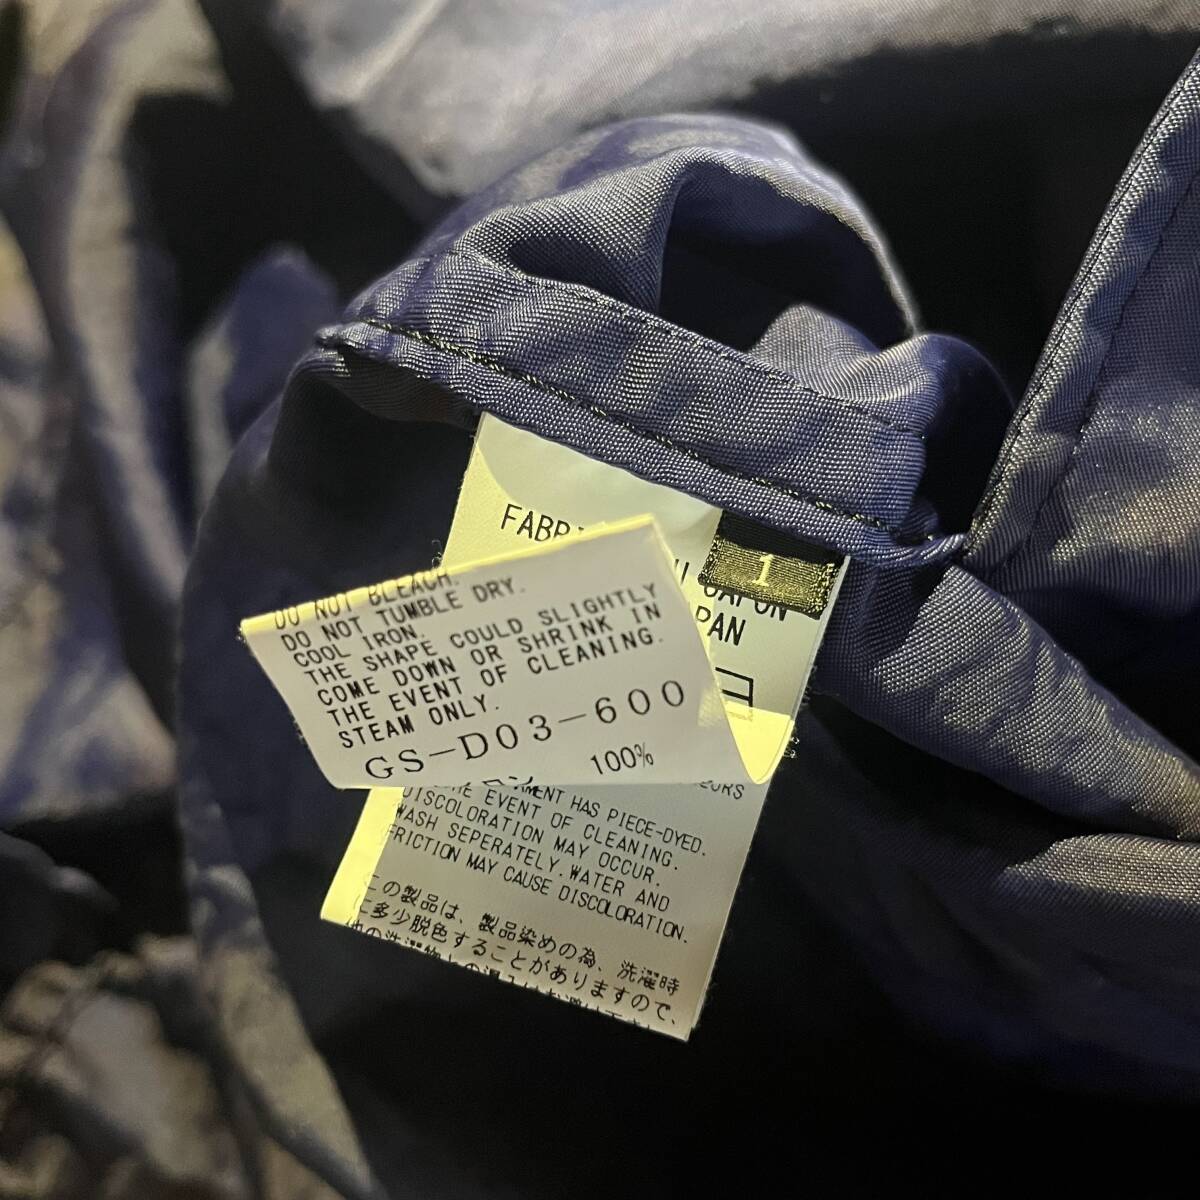 1
PAN
DO NOT BLEACH.
DO NOT TUMBLE DRY.
COOL IRON.
THE SHAPE COULD SLIGHTLY
COME DOWN OR SHRINK IN
THE EVENT OF CLEANING.
STEAM ONLY.
GS-D03-600
100%
HAS PIECE-DYED.
EVENT OF CLEANING.
DISCOLORATION MAY OCCUR.
WASH SEPERATELY. WATER AND
FRICTION MAY CAUSE DISCOLORATION.
この製品は、製品染めの為、洗濯時
に多少脱色することがありますので、